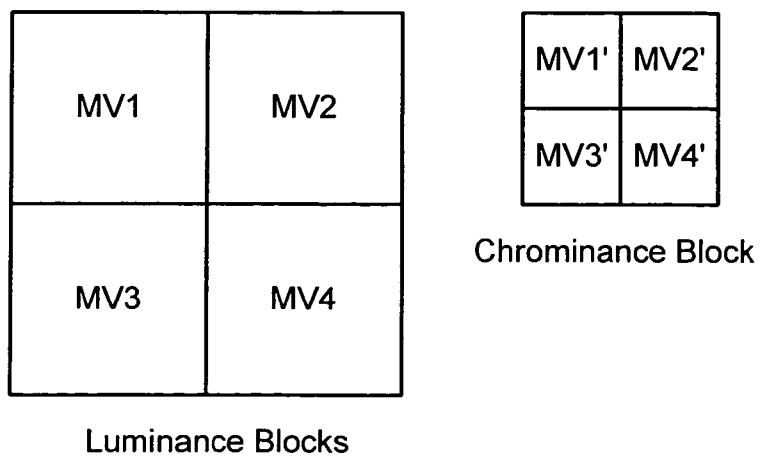 MV1 MV2
MV3 MV4
Luminance Blocks
MV1' MV2'
MV3' MV4'
Chrominance Block